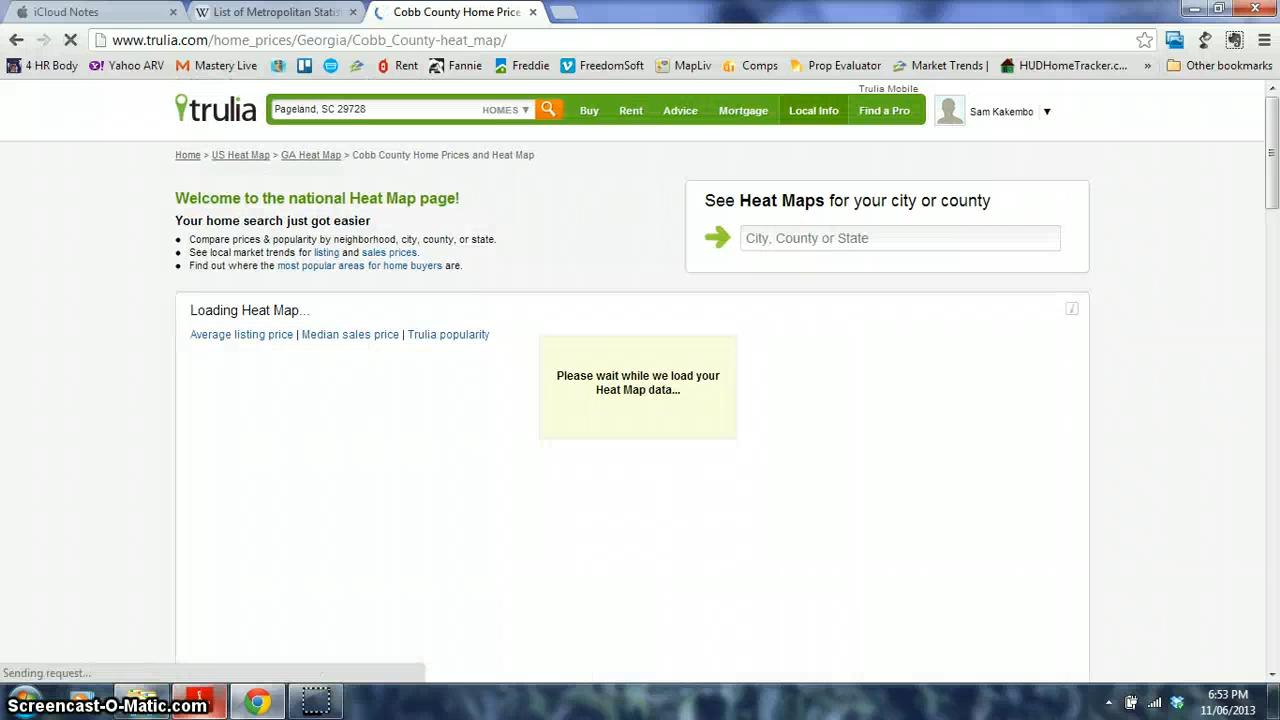 iCloud Notes
List of Metropolitan Statis
Cobb County Home Price
www.trulia.com/home_prices/Georgia/Cobb_County-heat_map/
4 HR Body
Yahoo ARV
Mastery Live
Rent
Fannie
Freddie
FreedomSoft
MapLiv
Comps
Prop Evaluator
Market Trends |
HUDHomeTracker.c...
»
Other bookmarks
Trulia Mobile
trulia
Pageland, SC 29728
HOMES ▾
Buy
Rent
Advice
Mortgage
Local Info
Find a Pro
Sam Kakembo ▾
Home > US Heat Map > GA Heat Map > Cobb County Home Prices and Heat Map
Welcome to the national Heat Map page!
Your home search just got easier
• Compare prices & popularity by neighborhood, city, county, or state.
• See local market trends for listing and sales prices.
• Find out where the most popular areas for home buyers are.
See Heat Maps for your city or county
City, County or State
Loading Heat Map...
i
Average listing price | Median sales price | Trulia popularity
Please wait while we load your
Heat Map data...
Sending request...
Screencast-O-Matic.com
6:53 PM
11/06/2013